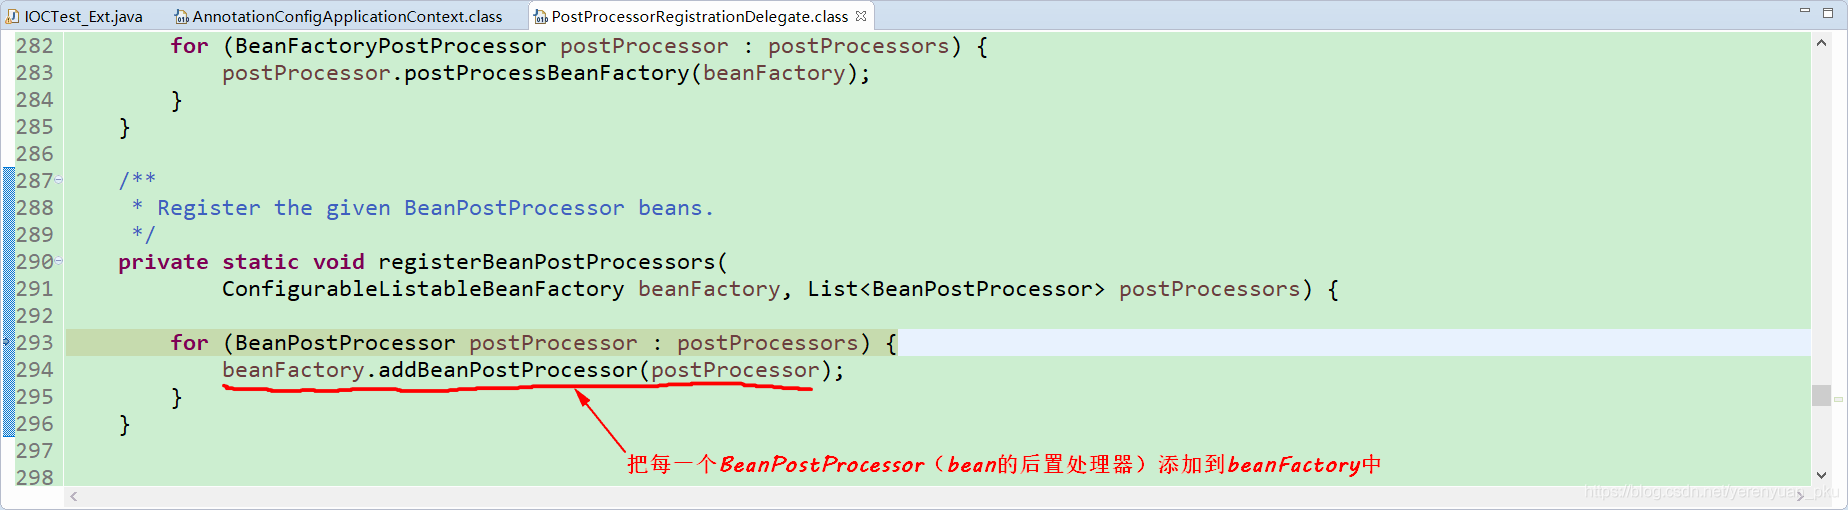 IOCTest_Ext.java AnnotationConfigApplicationContext.class PostProcessorRegistrationDelegate.class
282 for (BeanFactoryPostProcessor postProcessor : postProcessors) {
283 postProcessor.postProcessBeanFactory(beanFactory);
284 }
285 }
286
287 /**
288 * Register the given BeanPostProcessor beans.
289 */
290 private static void registerBeanPostProcessors(
291 ConfigurableListableBeanFactory beanFactory, List<BeanPostProcessor> postProcessors) {
292
293 for (BeanPostProcessor postProcessor : postProcessors) {
294 beanFactory.addBeanPostProcessor(postProcessor);
295 }
296 }
297
把每一个BeanPostProcessor（bean的后置处理器）添加到beanFactory中
298
https://blog.csdn.net/yerenyuan_pku